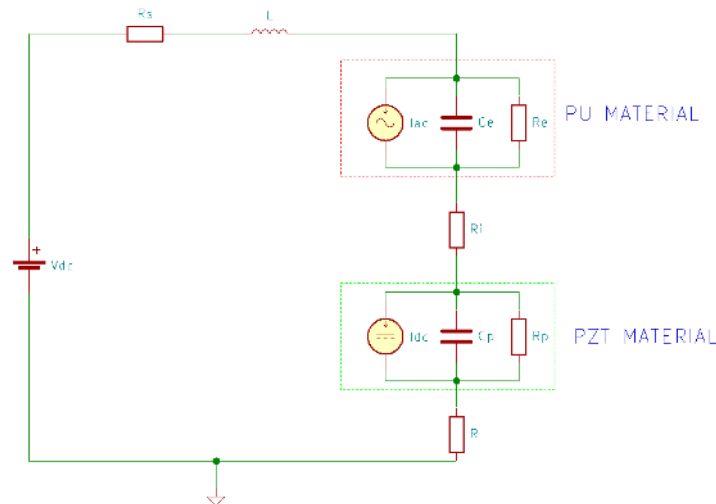 Rs
L
Iac
Ce
Re
PU MATERIAL
Ri
+
Vdc
Idc
Cp
Rp
PZT MATERIAL
R